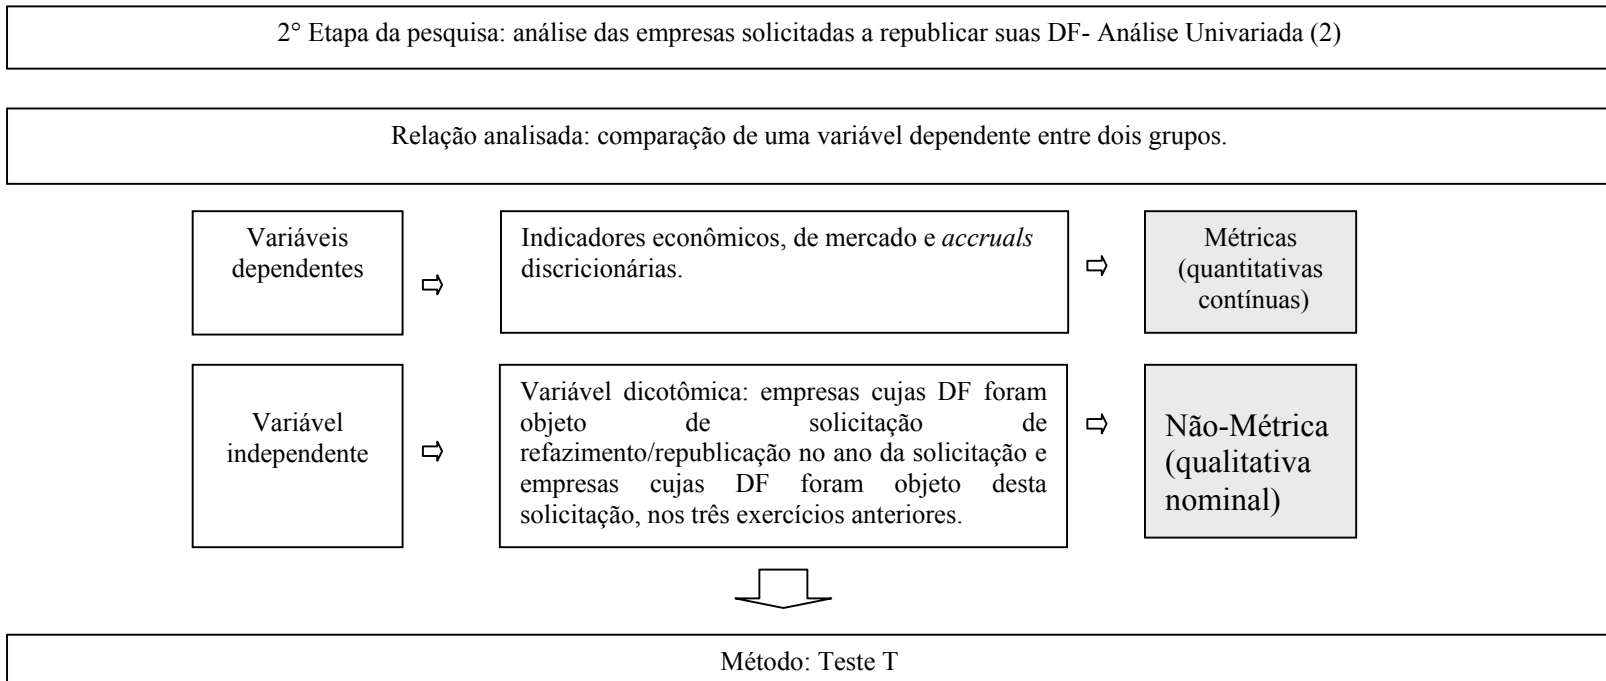 2° Etapa da pesquisa: análise das empresas solicitadas a republicar suas DF- Análise Univariada (2)
Relação analisada: comparação de uma variável dependente entre dois grupos.
Variáveis
dependentes
Indicadores econômicos, de mercado e accruals
discricionárias.
Métricas
(quantitativas
contínuas)
Variável
independente
Variável dicotômica: empresas cujas DF foram
objeto de solicitação de
refazimento/republicação no ano da solicitação e
empresas cujas DF foram objeto desta
solicitação, nos três exercícios anteriores.
Não-Métrica
(qualitativa
nominal)
Método: Teste T